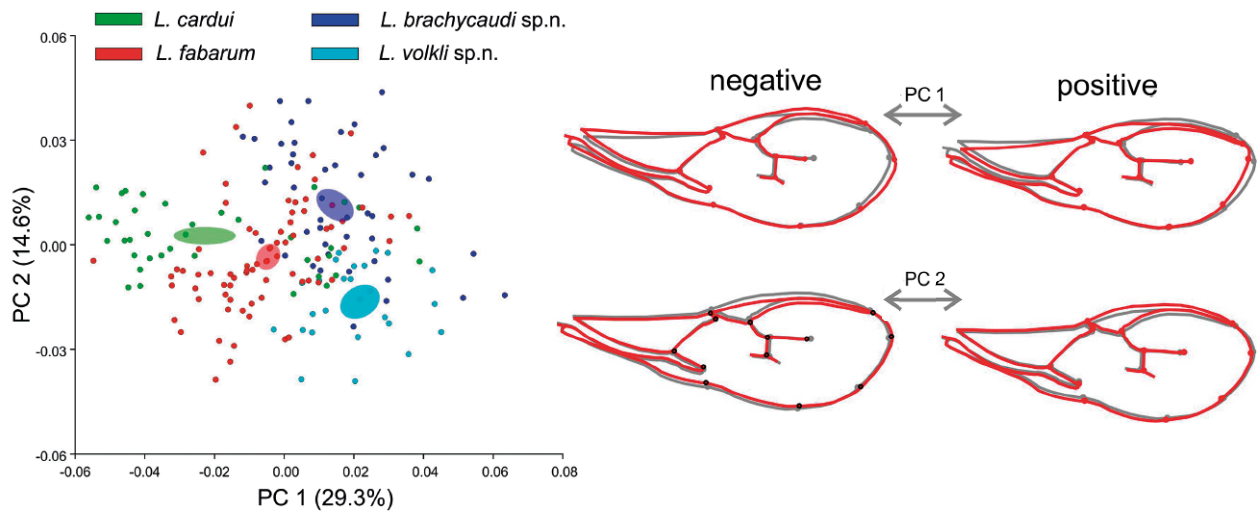 L. cardui
L. brachycaudi sp.n.
L. fabarum
L. volkli sp.n.
0.06
0.03
0.00
-0.03
-0.06
PC 2 (14.6%)
-0.06
-0.04
-0.02
0.00
0.02
0.04
0.06
0.08
PC 1 (29.3%)
negative
PC 1
positive
PC 2